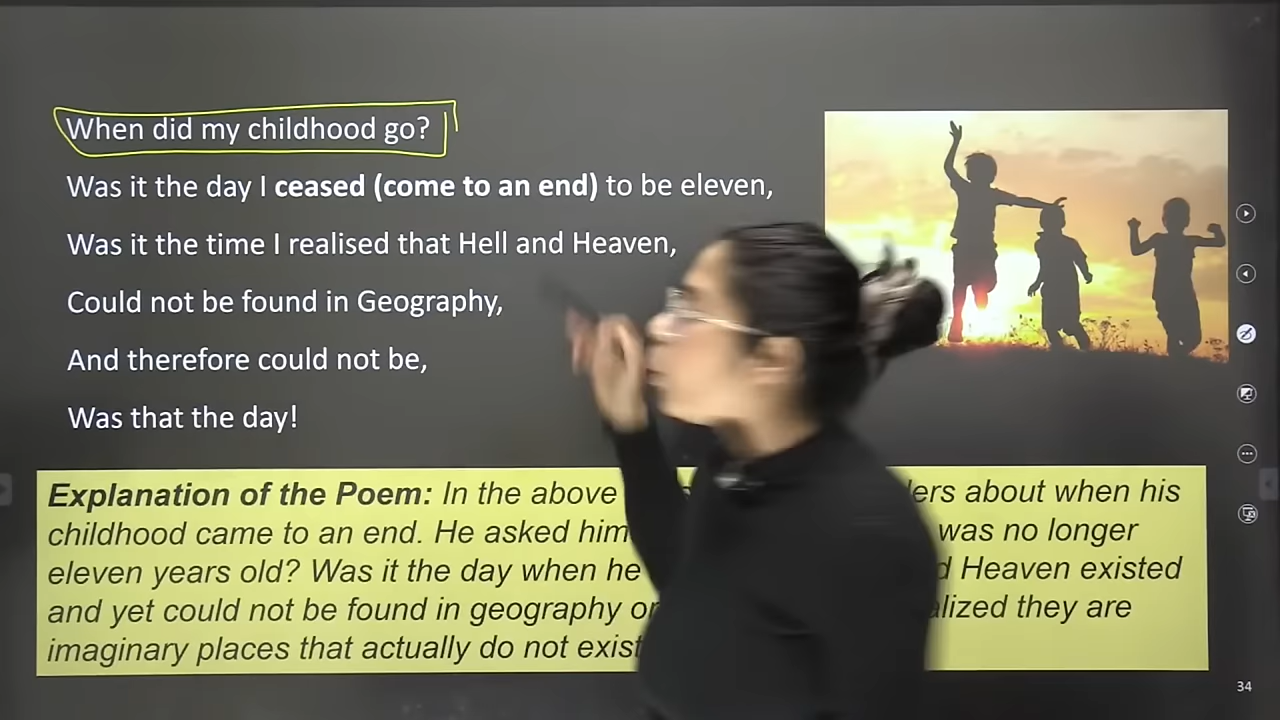 When did my childhood go?
Was it the day I ceased (come to an end) to be eleven,
Was it the time I realised that Hell and Heaven,
Could not be found in Geography,
And therefore could not be,
Was that the day!
Explanation of the Poem: In the above about when his
childhood came to an end. He asked was no longer
eleven years old? Was it the day when he Heaven existed
and yet could not be found in geography they are
imaginary places that actually do not exist
34